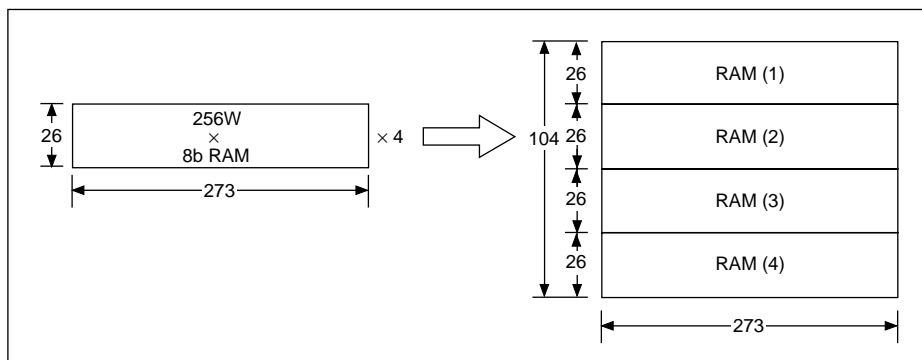 26
256W
×
8b RAM
× 4
273
104
26
RAM (1)
26
RAM (2)
26
RAM (3)
26
RAM (4)
273